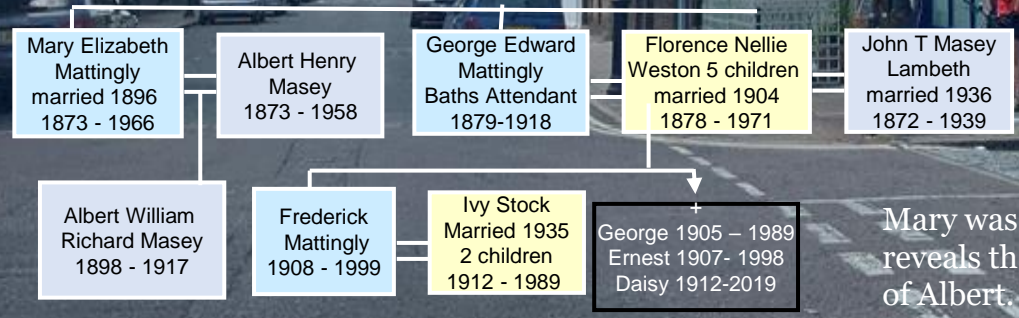 Mary Elizabeth
Mattingly
married 1896
1873 - 1966
Albert Henry
Masey
1873 - 1958
George Edward
Mattingly
Baths Attendant
1879-1918
Florence Nellie
Weston 5 children
married 1904
1878 - 1971
John T Masey
Lambeth
married 1936
1872 - 1939
Albert William
Richard Masey
1898 - 1917
Frederick
Mattingly
1908 - 1999
Ivy Stock
Married 1935
2 children
1912 - 1989
+
George 1905 – 1989
Ernest 1907- 1998
Daisy 1912-2019
Mary was
reveals th
of Albert.